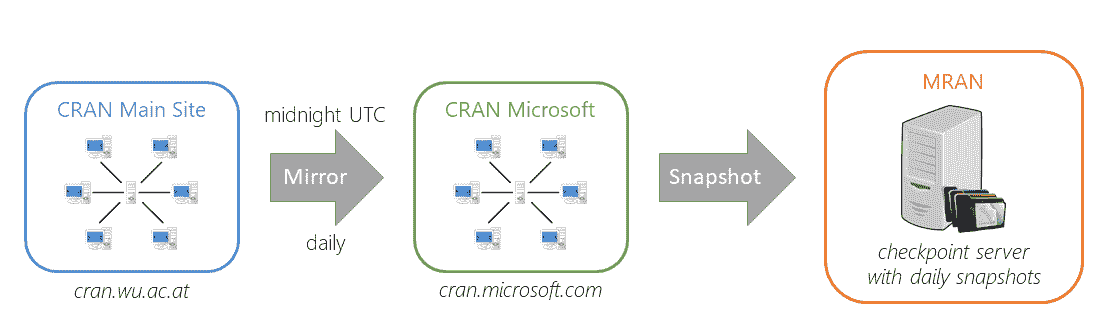 CRAN Main Site
cran.wu.ac.at
midnight UTC
Mirror
daily
CRAN Microsoft
cran.microsoft.com
Snapshot
MRAN
checkpoint server
with daily snapshots